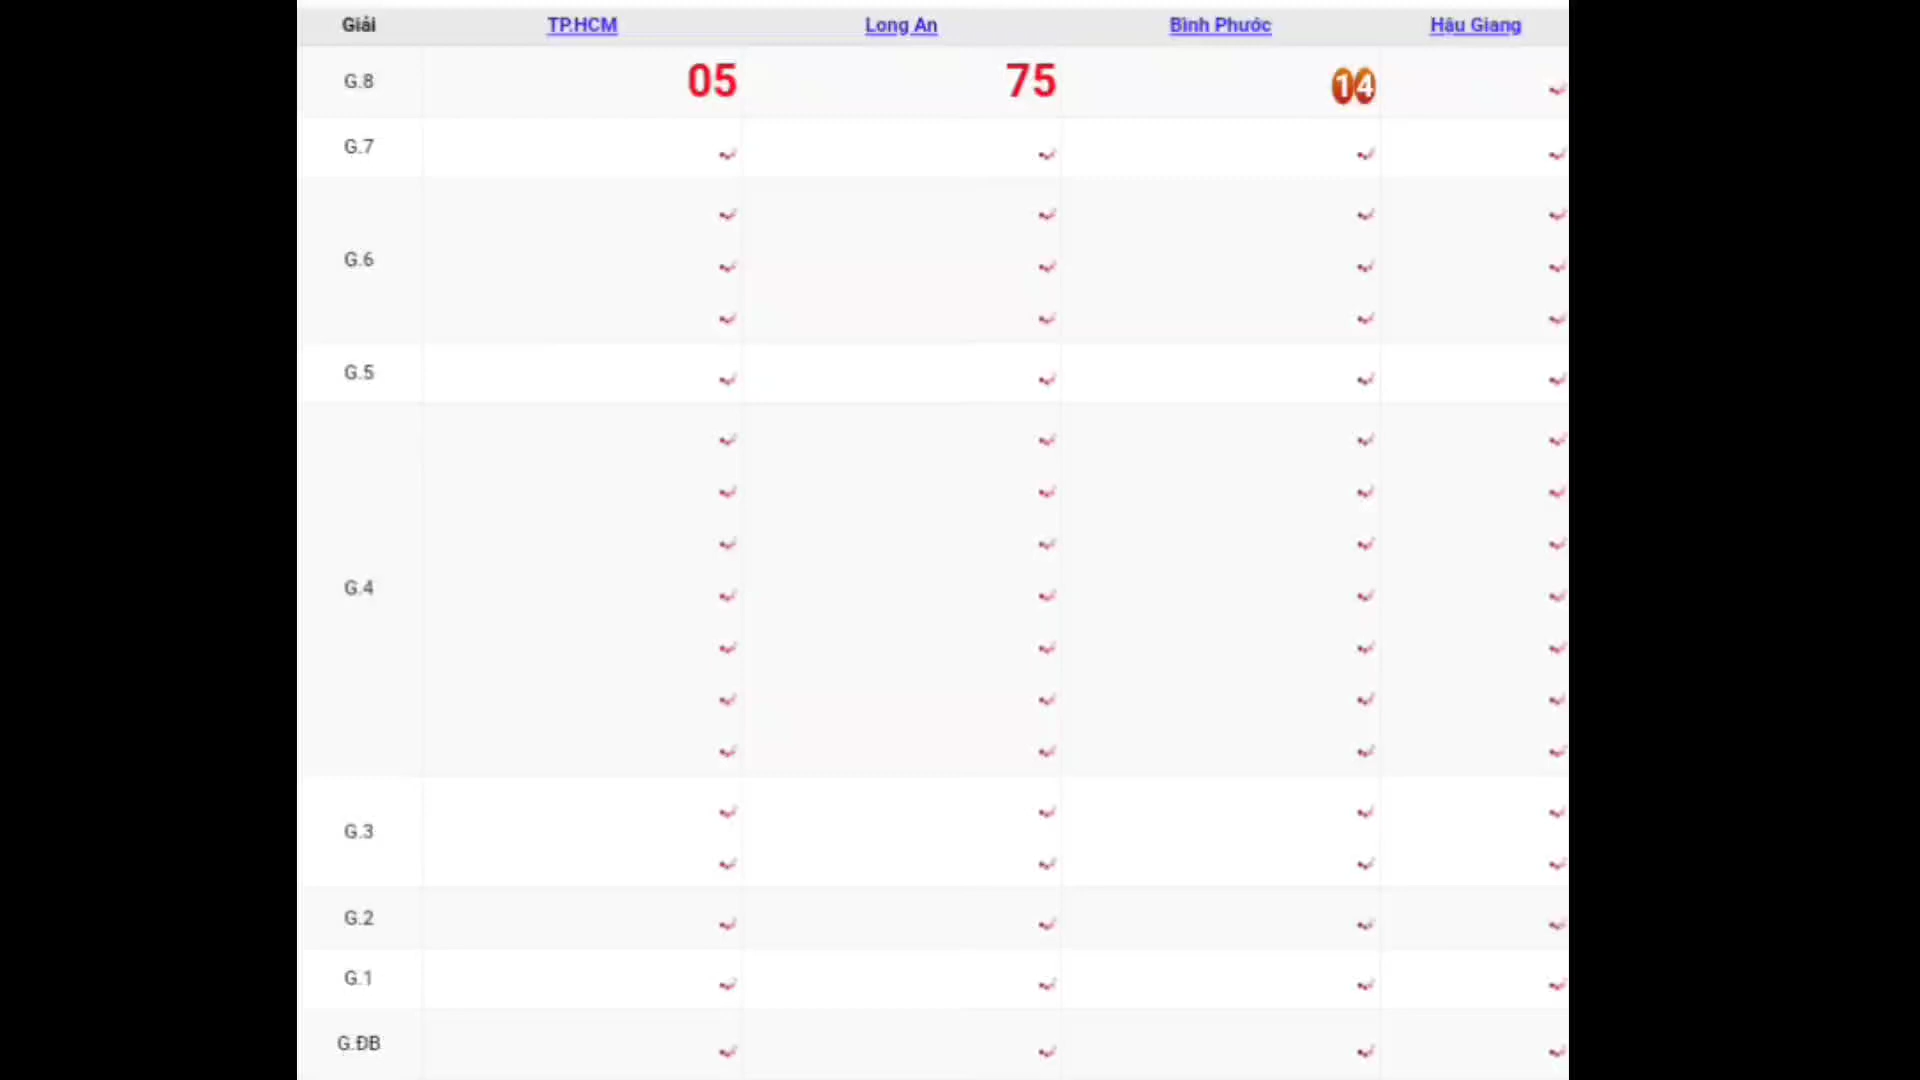 Giải TP.HCM Long An Bình Phước Hậu Giang
G.8 05 75 14
G.7
G.6
G.5
G.4
G.3
G.2
G.1
G.ĐB